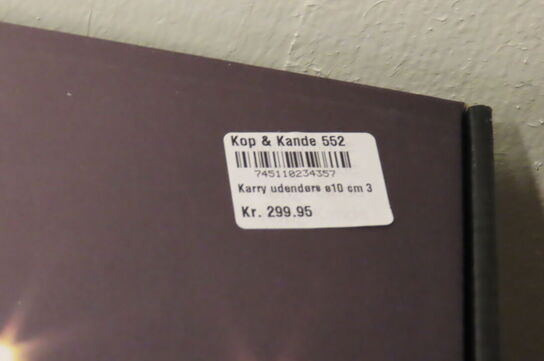 Kop & Kande 552
745110234357
Karry udendørs ø10 cm 3
Kr. 299.95